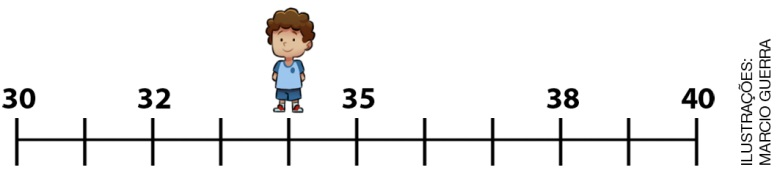 30 32 35 38 40
ILUSTRAÇÕES:
MARCIO GUERRA